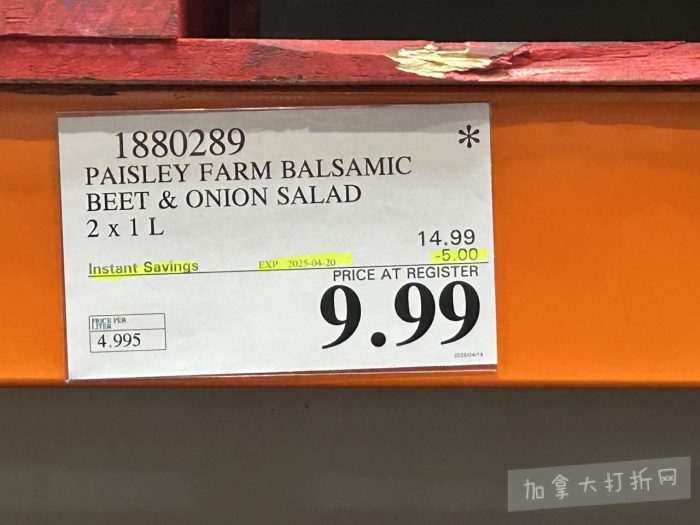 1880289 *
PAISLEY FARM BALSAMIC
BEET & ONION SALAD
2 x 1 L
14.99
Instant Savings EXP. 2025-04-20 -5.00
PRICE AT REGISTER
9.99
PRICE PER
LITER
4.995
2025/04/14
加拿大打折网